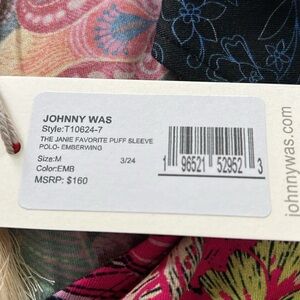 JOHNNY WAS
Style:T10624-7
THE JANIE FAVORITE PUFF SLEEVE
POLO- EMBERWING
Size:M 3/24
Color:EMB
MSRP: $160
1 96521 52952 3
johnnywas.com